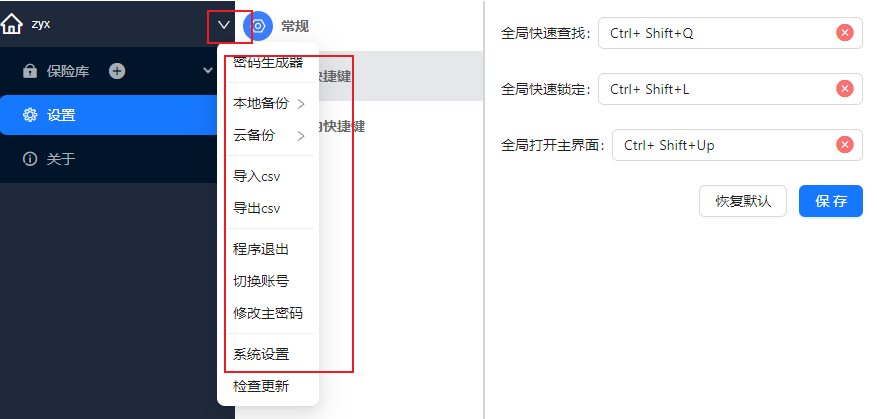 zyx
保险库
设置
关于
密码生成器
本地备份
云备份
导入csv
导出csv
程序退出
切换账号
修改主密码
系统设置
检查更新
常规
捷键
快捷键
全局快速查找： Ctrl+ Shift+Q
全局快速锁定： Ctrl+ Shift+L
全局打开主界面： Ctrl+ Shift+Up
恢复默认 保存